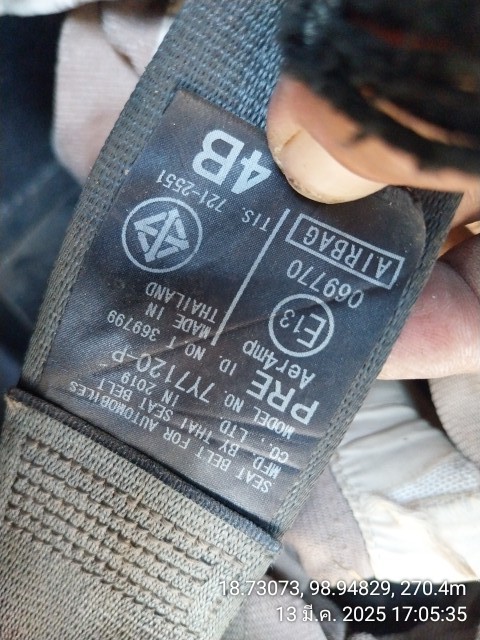 SEAT BELT FOR AUTOMOBILES
MFD. BY THAI SEAT BELT
CO., LTD. IN 2019
MODEL NO. 7Y7120-P
PRE ID. NO. T 369799
Aer4mp MADE IN
THAILAND
E13
069770
AIRBAG
TIS. 721-2551
4B
18.73073, 98.94829, 270.4m
13 มี.ค. 2025 17:05:35